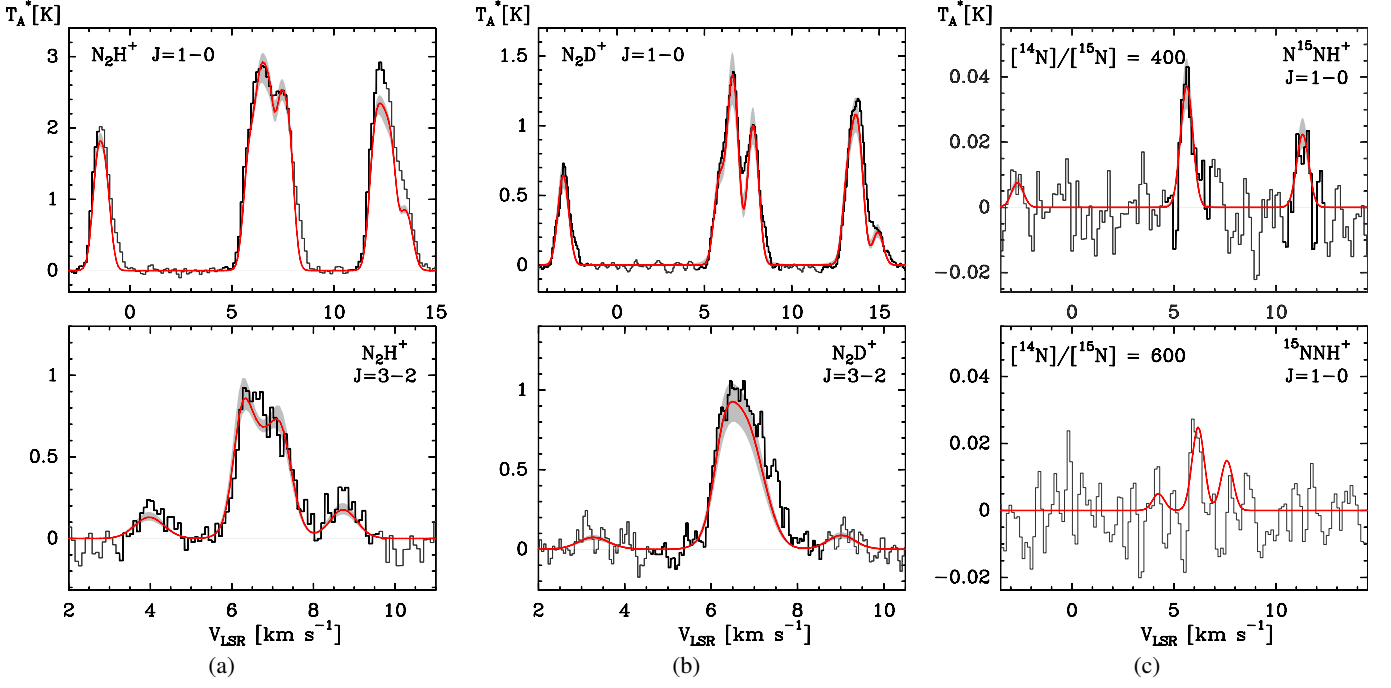 T_A^*[K]
N₂H⁺ J=1−0
3
2
1
0
0
5
10
15
N₂H⁺
J=3−2
1
0.5
0
2
4
6
8
10
V_LSR [km s⁻¹]
(a)
T_A^*[K]
N₂D⁺ J=1−0
1.5
1
0.5
0
0
5
10
15
N₂D⁺
J=3−2
1
0.5
0
2
4
6
8
10
V_LSR [km s⁻¹]
(b)
T_A^*[K]
[¹⁴N]/[¹⁵N] = 400
N¹⁵NH⁺
J=1−0
0.04
0.02
0
−0.02
0
5
10
[¹⁴N]/[¹⁵N] = 600
¹⁵NNH⁺
J=1−0
0.04
0.02
0
−0.02
0
5
10
V_LSR [km s⁻¹]
(c)